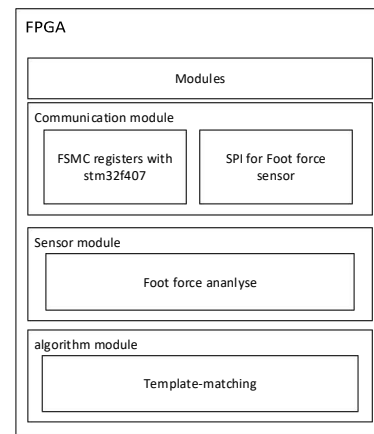 FPGA
Modules
Communication module
FSMC registers with
stm32f407
SPI for Foot force
sensor
Sensor module
Foot force ananlyse
algorithm module
Template-matching